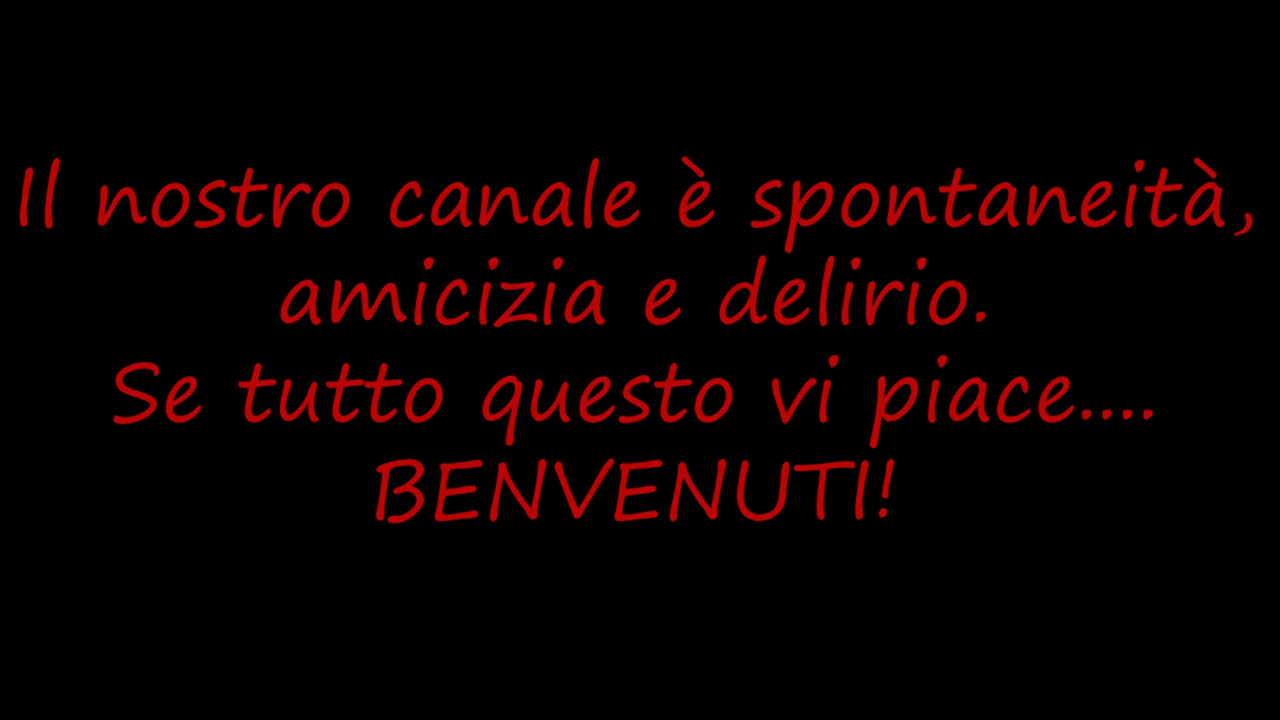 Il nostro canale è spontaneità,
amicizia e delirio.
Se tutto questo vi piace....
BENVENUTI!